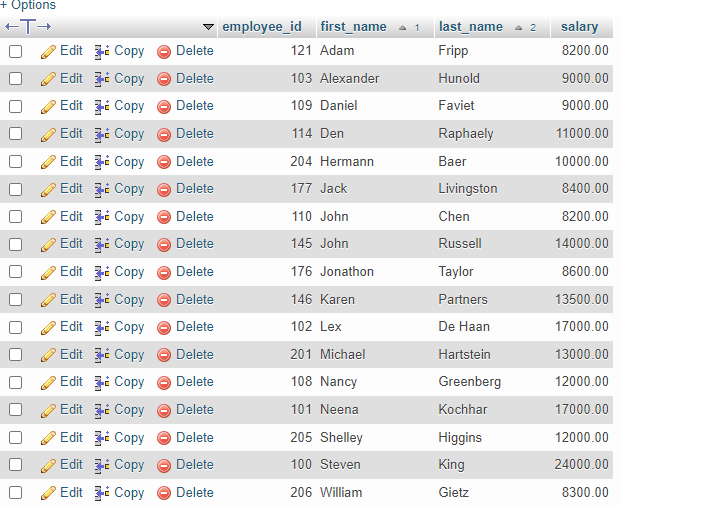 + Options
employee_id first_name 1 last_name 2 salary
Edit Copy Delete 121 Adam Fripp 8200.00
Edit Copy Delete 103 Alexander Hunold 9000.00
Edit Copy Delete 109 Daniel Faviet 9000.00
Edit Copy Delete 114 Den Raphaely 11000.00
Edit Copy Delete 204 Hermann Baer 10000.00
Edit Copy Delete 177 Jack Livingston 8400.00
Edit Copy Delete 110 John Chen 8200.00
Edit Copy Delete 145 John Russell 14000.00
Edit Copy Delete 176 Jonathon Taylor 8600.00
Edit Copy Delete 146 Karen Partners 13500.00
Edit Copy Delete 102 Lex De Haan 17000.00
Edit Copy Delete 201 Michael Hartstein 13000.00
Edit Copy Delete 108 Nancy Greenberg 12000.00
Edit Copy Delete 101 Neena Kochhar 17000.00
Edit Copy Delete 205 Shelley Higgins 12000.00
Edit Copy Delete 100 Steven King 24000.00
Edit Copy Delete 206 William Gietz 8300.00